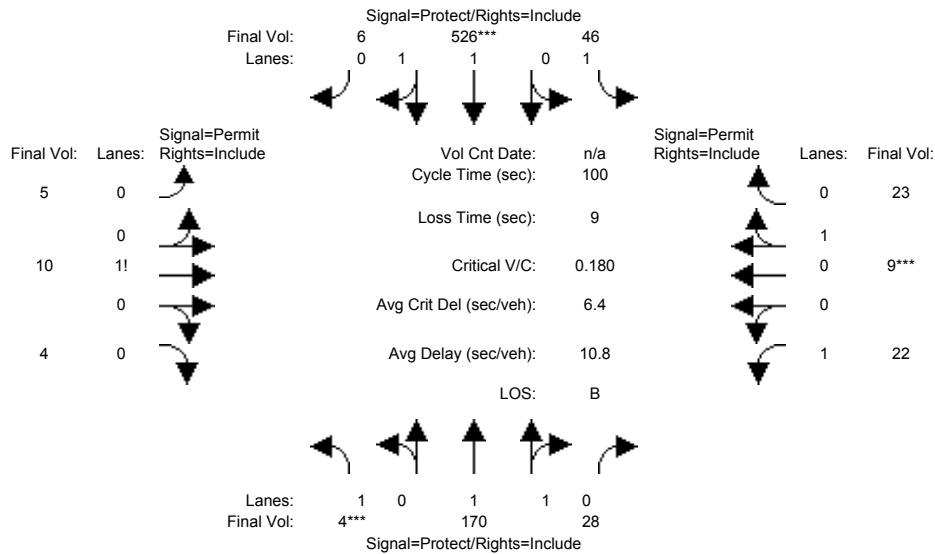 Signal=Protect/Rights=Include
Final Vol: 6 526*** 46
Lanes: 0 1 1 0 1
Signal=Permit Signal=Permit
Final Vol: Lanes: Rights=Include Vol Cnt Date: n/a Rights=Include Lanes: Final Vol:
Cycle Time (sec): 100
5 0 0 23
Loss Time (sec): 9
0 1
10 1! Critical V/C: 0.180 0 9***
0 Avg Crit Del (sec/veh): 6.4 0
4 0 Avg Delay (sec/veh): 10.8 1 22
LOS: B
Lanes: 1 0 1 1 0
Final Vol: 4*** 170 28
Signal=Protect/Rights=Include